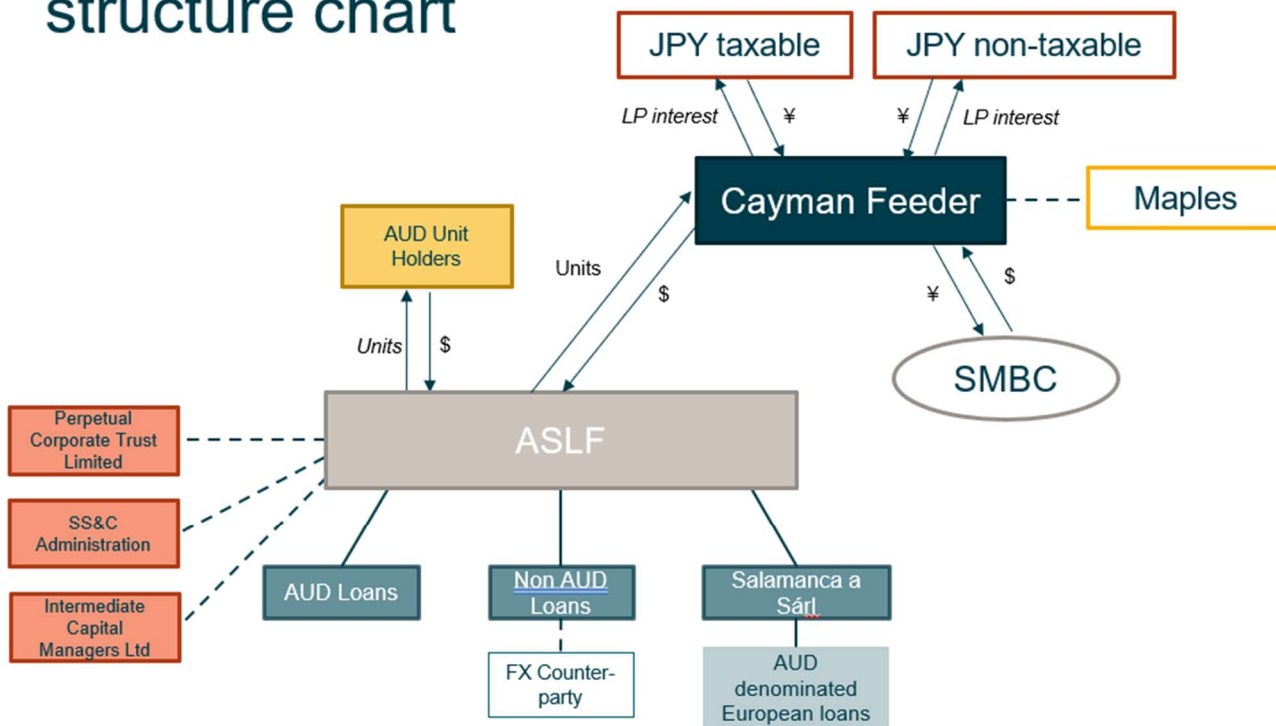 structure chart
JPY taxable
JPY non-taxable
LP interest
¥
¥
LP interest
Cayman Feeder
Maples
AUD Unit
Holders
Units
$
¥
$
Units
$
SMBC
Perpetual
Corporate Trust
Limited
ASLF
SS&C
Administration
Intermediate
Capital
Managers Ltd
AUD Loans
Non AUD
Loans
Salamanca a
Sárl
FX Counter-
party
AUD
denominated
European loans